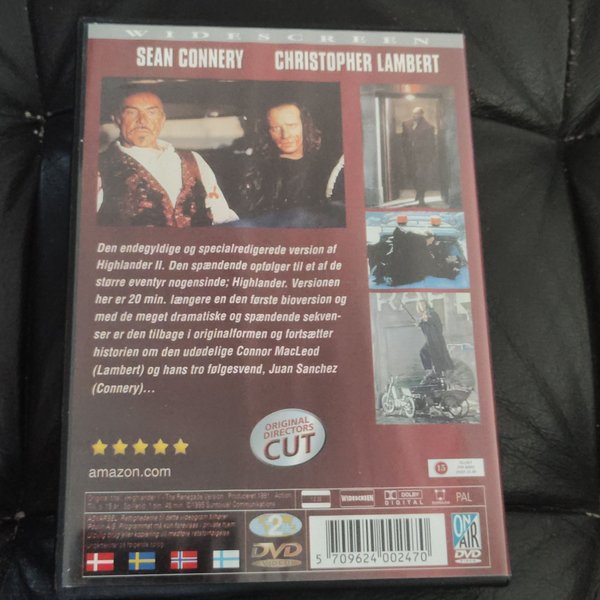 WIDESCREEN
SEAN CONNERY CHRISTOPHER LAMBERT
Den endegyldige og specialredigerede version af
Highlander II. Den spændende opfølger til et af de
større eventyr nogensinde; Highlander. Versionen
her er 20 min. længere en den første bioversion og
med de meget dramatiske og spændende sekven-
ser er den tilbage i originalformen og fortsætter
historien om den udødelige Connor MacLeod
(Lambert) og hans tro følgesvend, Juan Sanchez
(Connery)...
ORIGINAL
DIRECTORS
CUT
amazon.com
15
WIDESCREEN
DOLBY
DIGITAL
PAL
2
DVD
VIDEO
5 709624 002470
ON
AIR
DVD
VIDEO